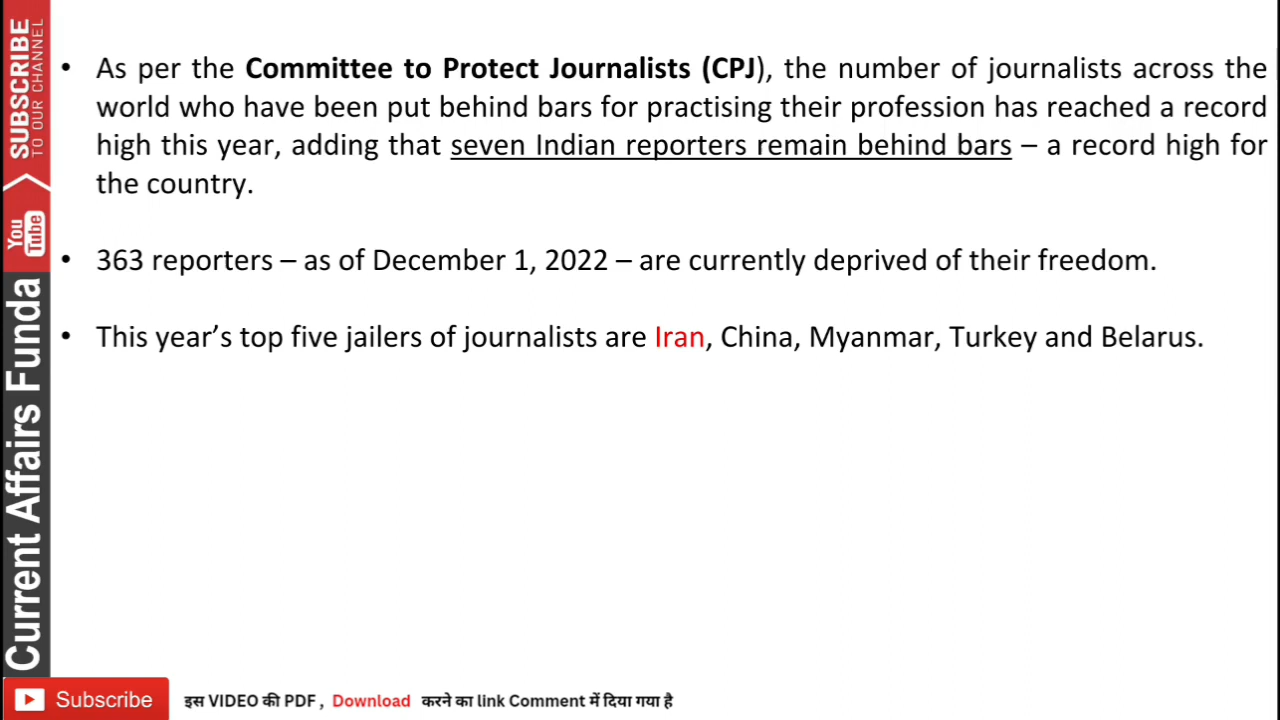 SUBSCRIBE
TO OUR CHANNEL
You
Tube
Current Affairs Funda
• As per the Committee to Protect Journalists (CPJ), the number of journalists across the
world who have been put behind bars for practising their profession has reached a record
high this year, adding that seven Indian reporters remain behind bars – a record high for
the country.
• 363 reporters – as of December 1, 2022 – are currently deprived of their freedom.
• This year’s top five jailers of journalists are Iran, China, Myanmar, Turkey and Belarus.
Subscribe
इस VIDEO की PDF , Download करने का link Comment में दिया गया है